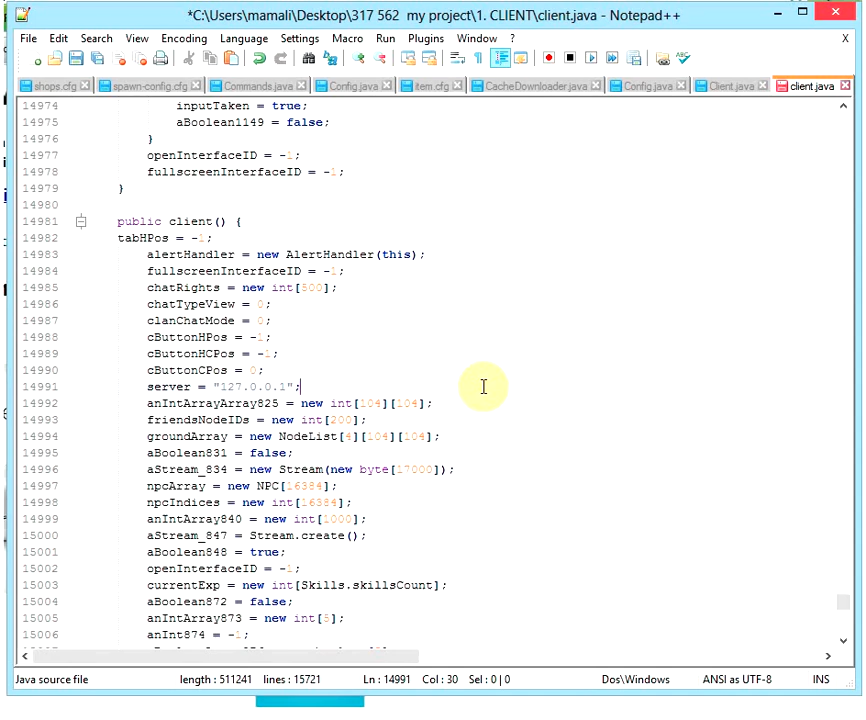 *C:\Users\mamali\Desktop\317 562  my project\1. CLIENT\client.java - Notepad++
File Edit Search View Encoding Language Settings Macro Run Plugins Window ? X
shops.cfg spawn-config.cfg Commands.java Config.java item.cfg CacheDownloader.java Config.java Client.java client.java
14974 inputTaken = true;
14975 aBoolean1149 = false;
14976 }
14977 openInterfaceID = -1;
14978 fullscreenInterfaceID = -1;
14979 }
14980
14981 public client() {
14982 tabHPos = -1;
14983 alertHandler = new AlertHandler(this);
14984 fullscreenInterfaceID = -1;
14985 chatRights = new int[500];
14986 chatTypeView = 0;
14987 clanChatMode = 0;
14988 cButtonHPos = -1;
14989 cButtonHCPos = -1;
14990 cButtonCPos = 0;
14991 server = "127.0.0.1";
14992 anIntArrayArray825 = new int[104][104];
14993 friendsNodeIDs = new int[200];
14994 groundArray = new NodeList[4][104][104];
14995 aBoolean831 = false;
14996 aStream_834 = new Stream(new byte[17000]);
14997 npcArray = new NPC[16384];
14998 npcIndices = new int[16384];
14999 anIntArray840 = new int[1000];
15000 aStream_847 = Stream.create();
15001 aBoolean848 = true;
15002 openInterfaceID = -1;
15003 currentExp = new int[Skills.skillsCount];
15004 aBoolean872 = false;
15005 anIntArray873 = new int[5];
15006 anInt874 = -1;
Java source file length : 511241 lines : 15721 Ln : 14991 Col : 30 Sel : 0 | 0 Dos\Windows ANSI as UTF-8 INS